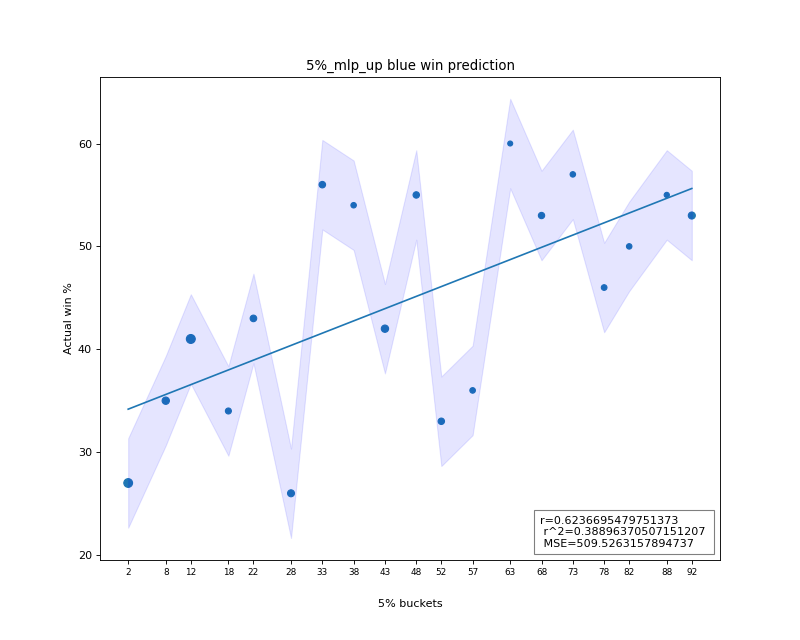 5%_mlp_up blue win prediction
Actual win %
60
50
40
30
20
r=0.6236695479751373
r^2=0.38896370507151207
MSE=509.5263157894737
2 8 12 18 22 28 33 38 43 48 52 57 63 68 73 78 82 88 92
5% buckets